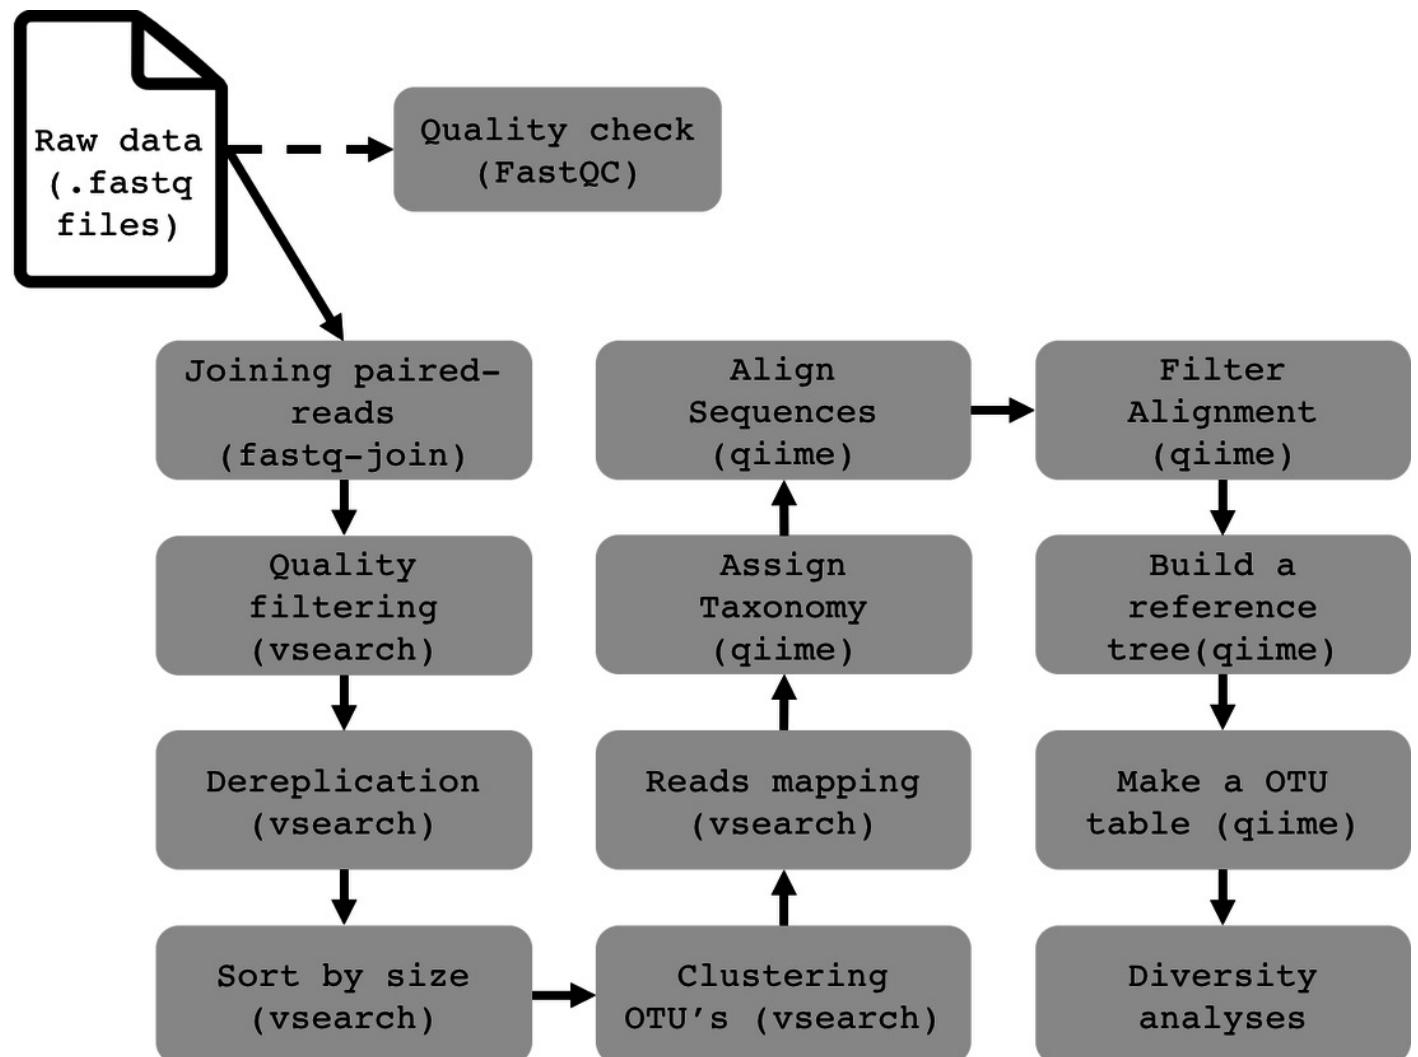 Raw data
(.fastq
files)
Quality check
(FastQC)
Joining paired-
reads
(fastq-join)
Quality
filtering
(vsearch)
Dereplication
(vsearch)
Sort by size
(vsearch)
Clustering
OTU’s (vsearch)
Reads mapping
(vsearch)
Assign
Taxonomy
(qiime)
Align
Sequences
(qiime)
Filter
Alignment
(qiime)
Build a
reference
tree(qiime)
Make a OTU
table (qiime)
Diversity
analyses